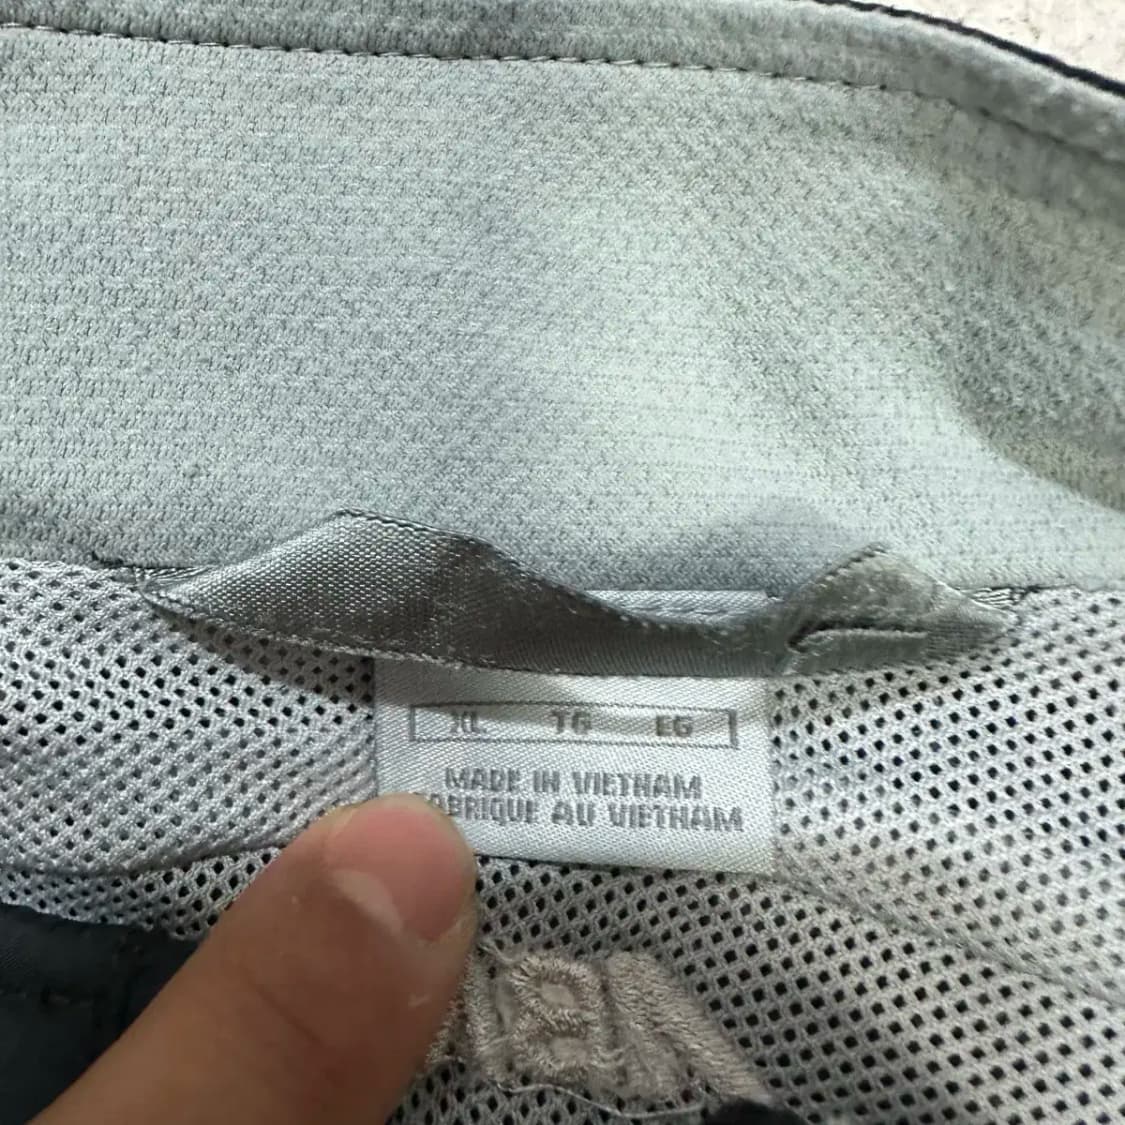 XL TG EG
MADE IN VIETNAM
FABRIQUE AU VIETNAM